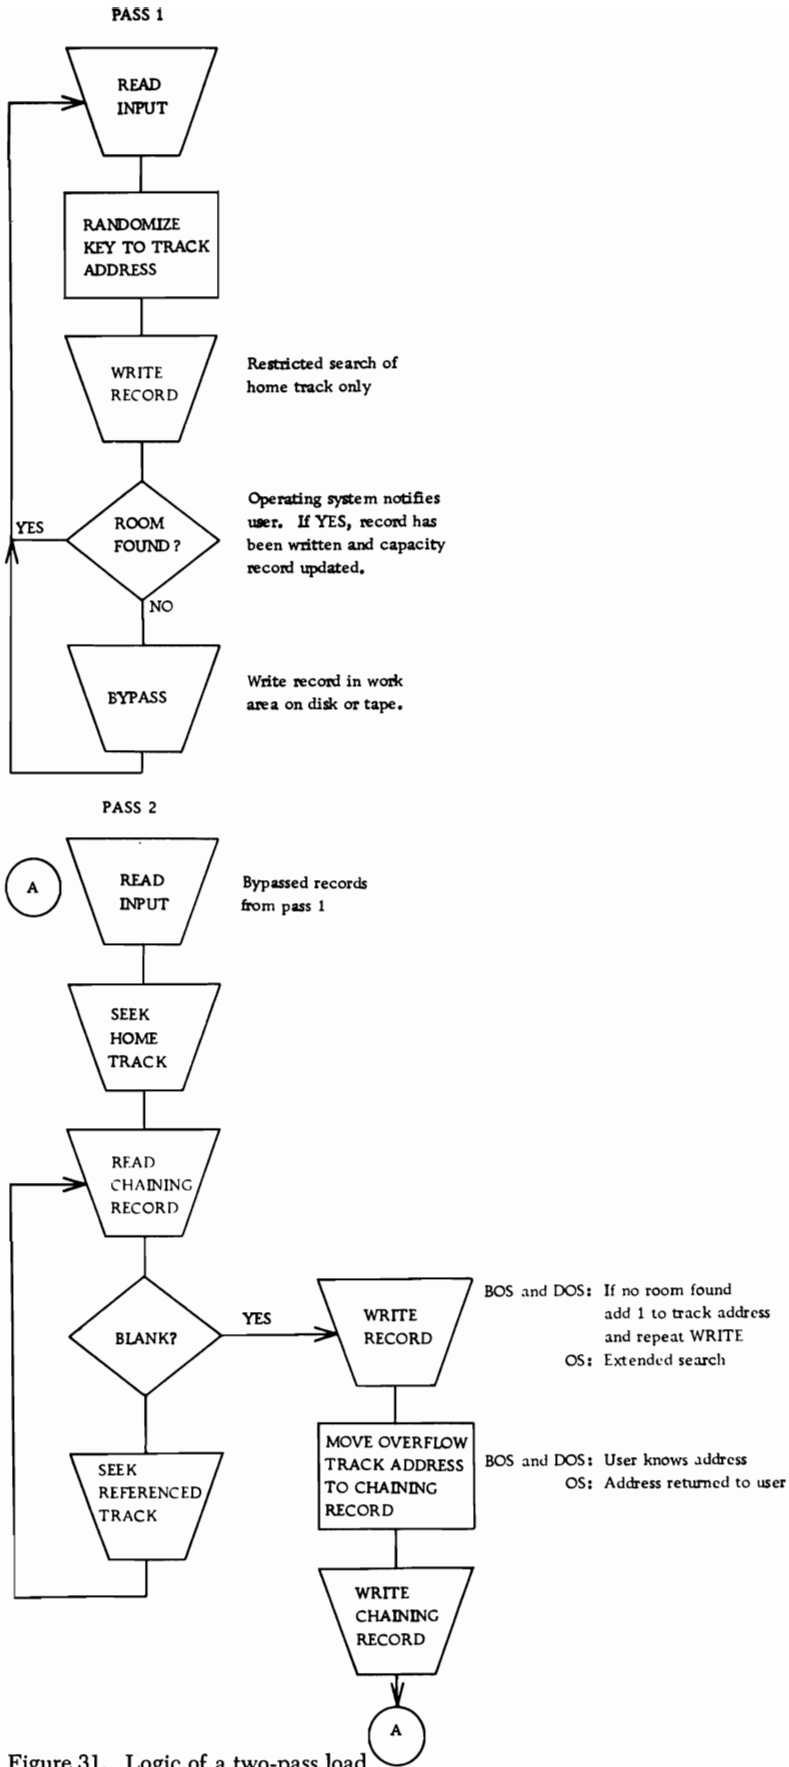 PASS 1
READ
INPUT
RANDOMIZE
KEY TO TRACK
ADDRESS
WRITE
RECORD
Restricted search of
home track only
ROOM
FOUND?
YES
NO
Operating system notifies
user. If YES, record has
been written and capacity
record updated.
BYPASS
Write record in work
area on disk or tape.
PASS 2
A
READ
INPUT
Bypassed records
from pass 1
SEEK
HOME
TRACK
READ
CHAINING
RECORD
BLANK?
YES
WRITE
RECORD
BOS and DOS: If no room found
add 1 to track address
and repeat WRITE
OS: Extended search
SEEK
REFERENCED
TRACK
MOVE OVERFLOW
TRACK ADDRESS
TO CHAINING
RECORD
BOS and DOS: User knows address
OS: Address returned to user
WRITE
CHAINING
RECORD
A
Figure 31. Logic of a two-pass load